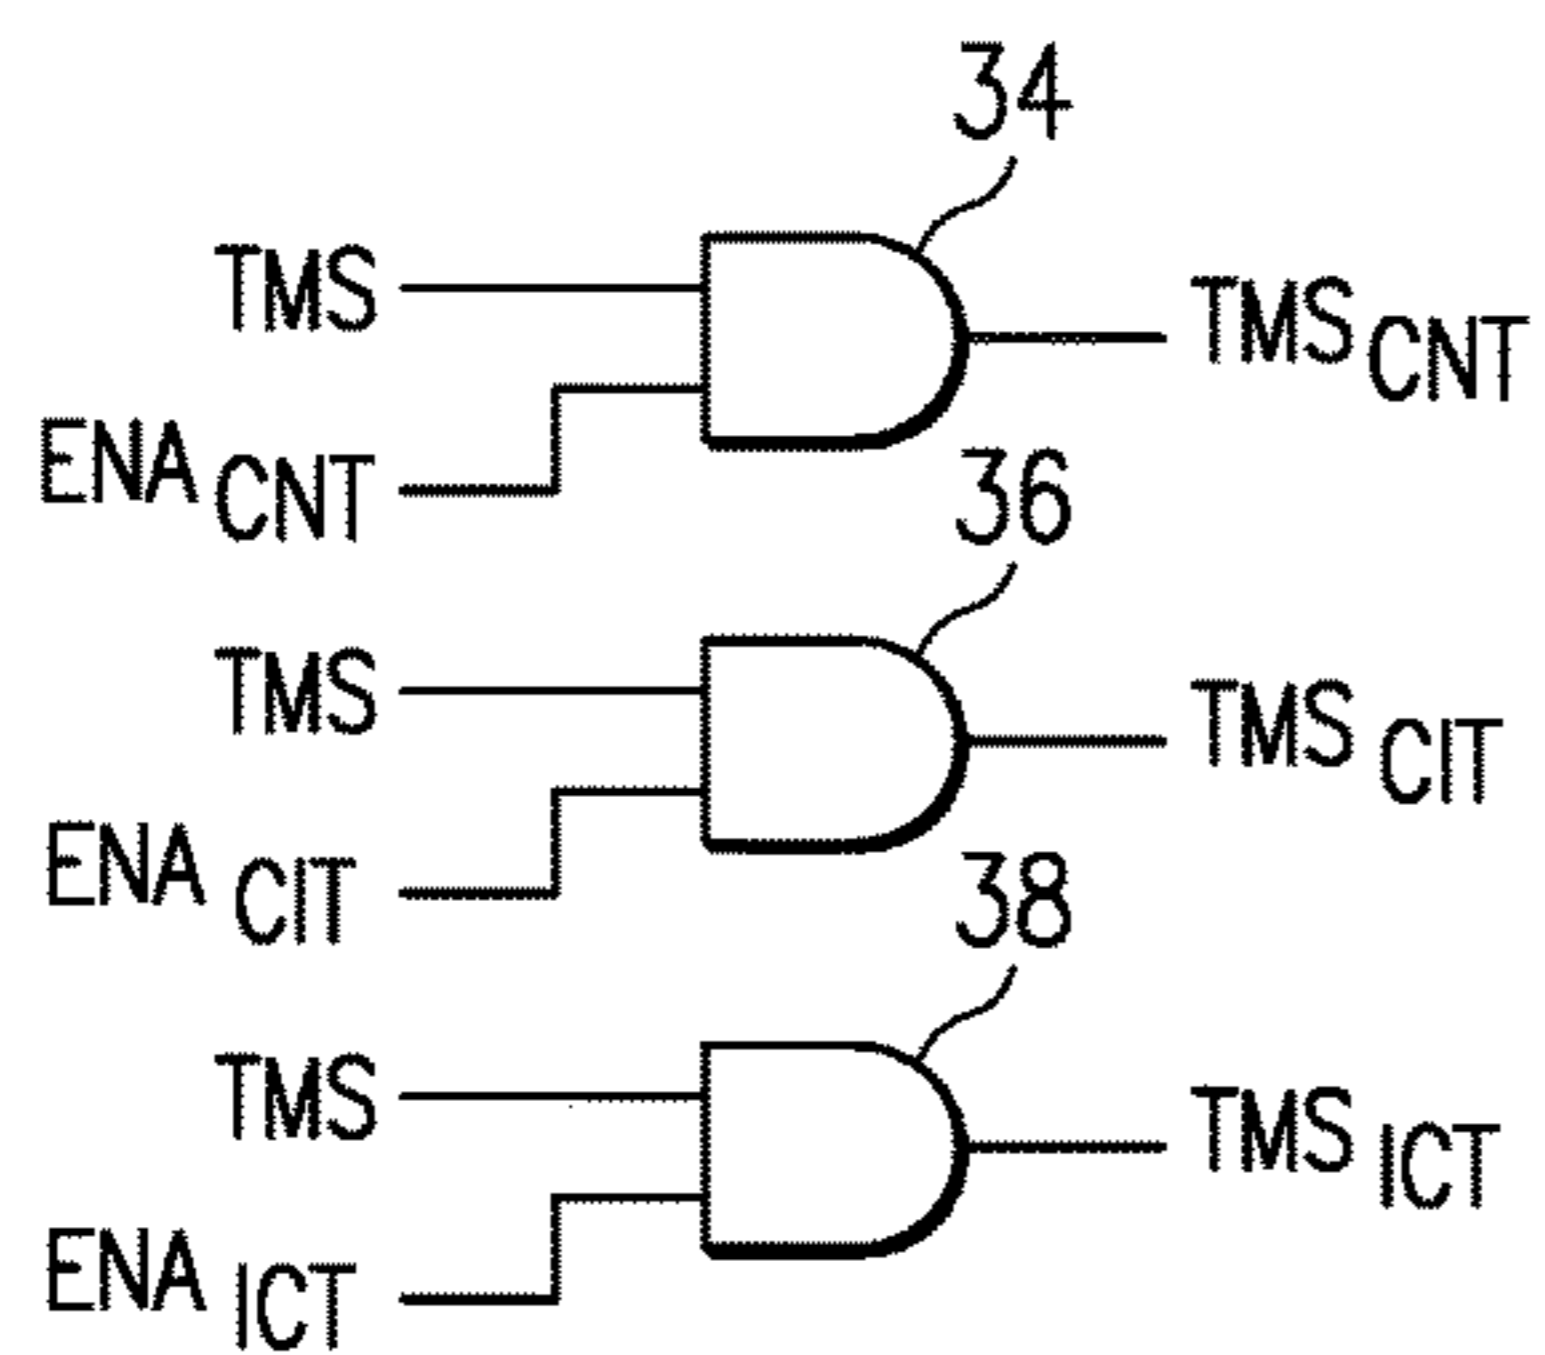 34
TMS
TMS CNT
ENA CNT
36
TMS
TMS CIT
ENA CIT
38
TMS
TMS ICT
ENA ICT